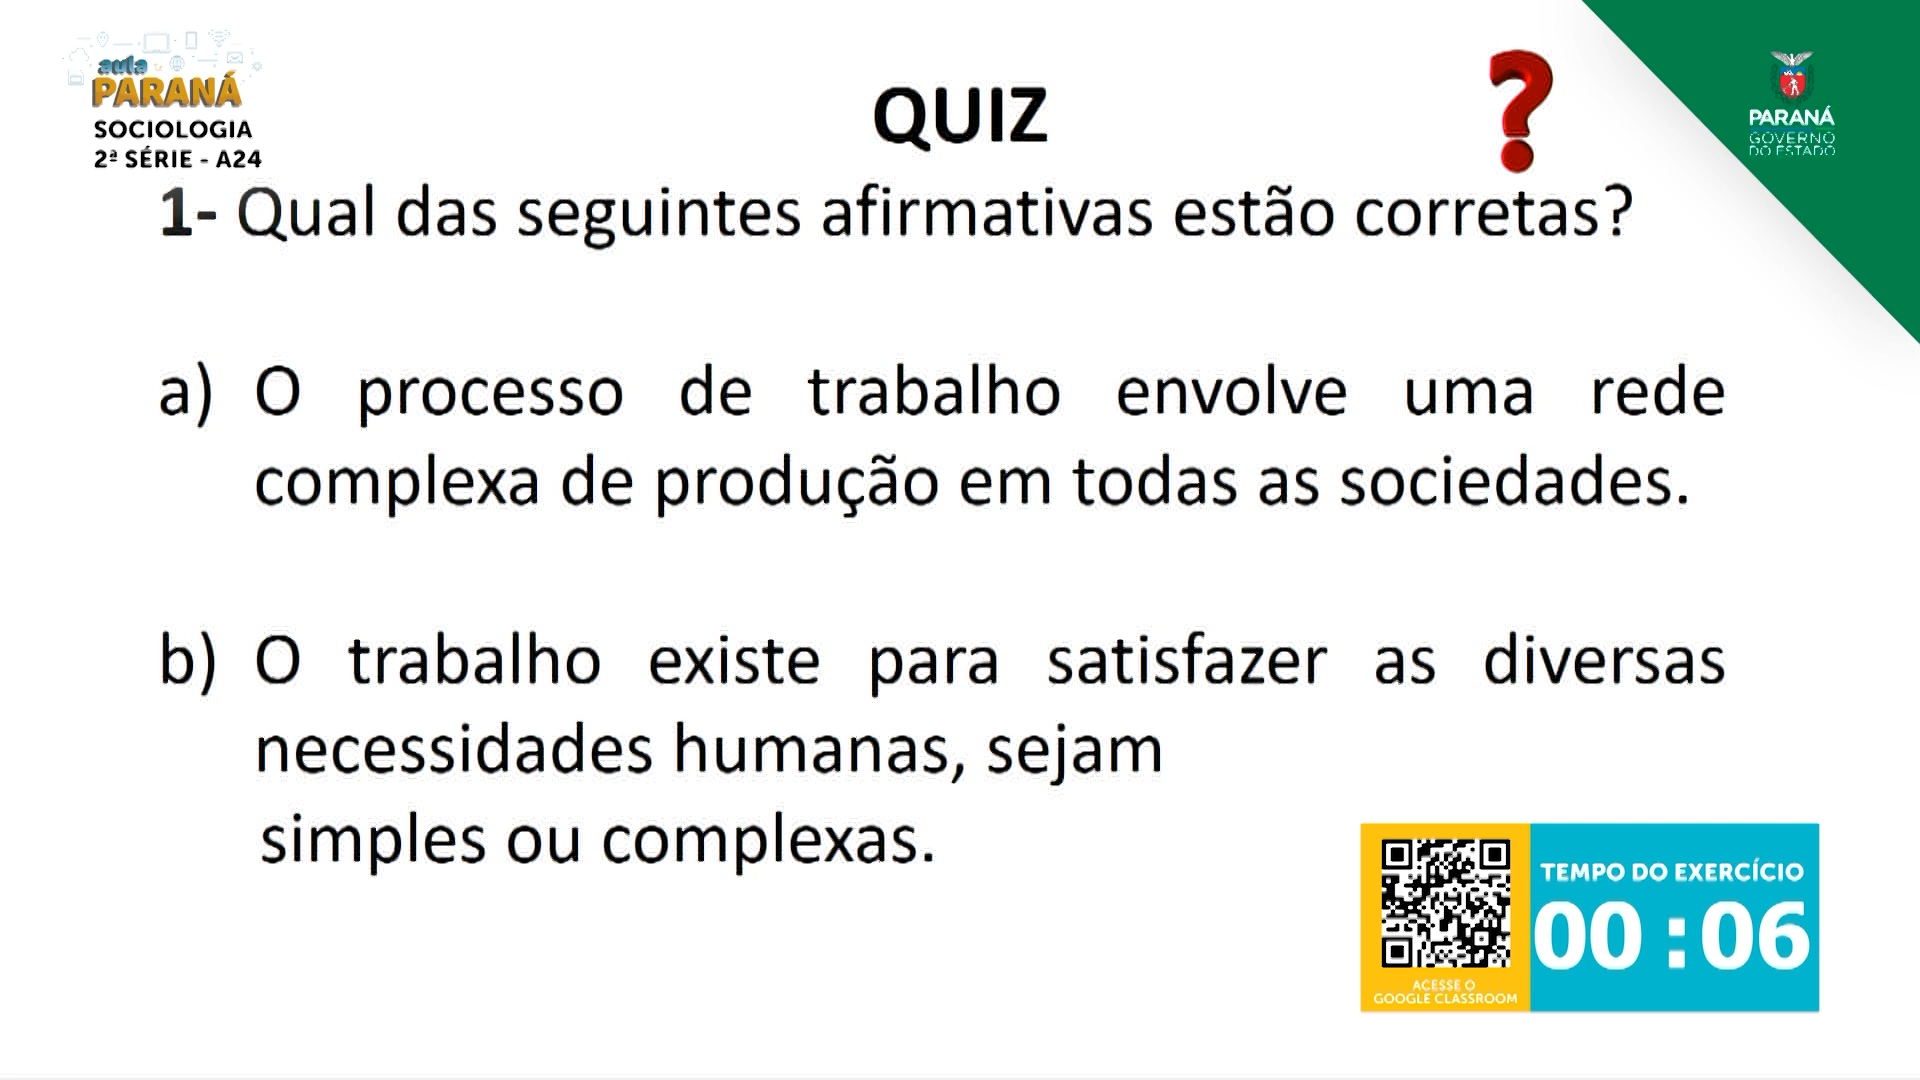 aula
PARANÁ
SOCIOLOGIA
2ª SÉRIE - A24
QUIZ
?
PARANÁ
GOVERNO
DO ESTADO
1- Qual das seguintes afirmativas estão corretas?
a) O processo de trabalho envolve uma rede
complexa de produção em todas as sociedades.
b) O trabalho existe para satisfazer as diversas
necessidades humanas, sejam
simples ou complexas.
TEMPO DO EXERCÍCIO
00:06
ACESSE O
GOOGLE CLASSROOM